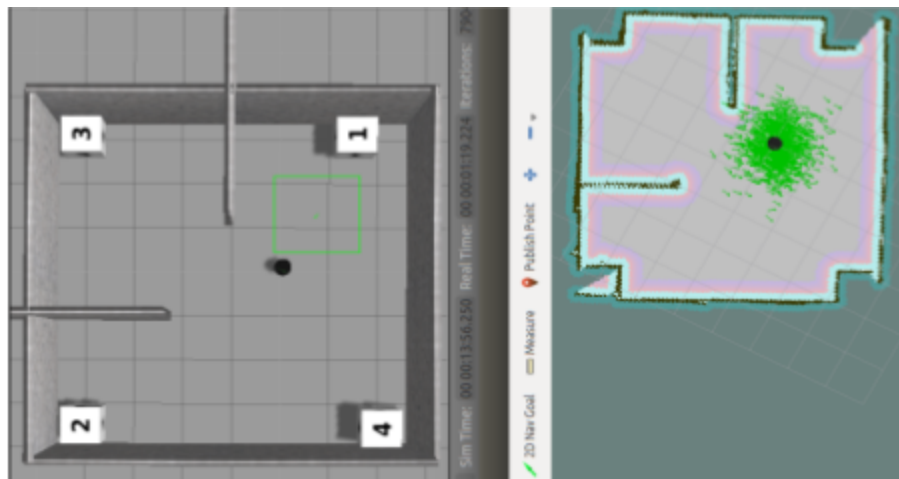 2 3
4 1
Sim Time: 00 00:13:56.250 Real Time: 00 00:01:19.224 Iterations:
2D Nav Goal Measure Publish Point